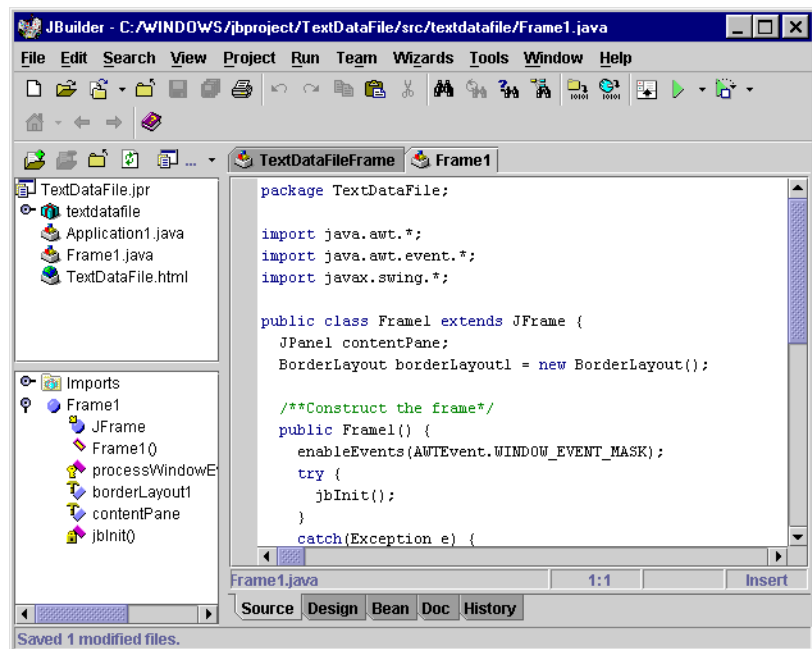 JBuilder - C:/WINDOWS/jbproject/TextDataFile/src/textdatafile/Frame1.java
File Edit Search View Project Run Team Wizards Tools Window Help
...
TextDataFileFrame Frame1
TextDataFile.jpr
textdatafile
Application1.java
Frame1.java
TextDataFile.html
Imports
Frame1
JFrame
Frame1()
processWindowE
borderLayout1
contentPane
jbInit()
package TextDataFile;
import java.awt.*;
import java.awt.event.*;
import javax.swing.*;
public class Frame1 extends JFrame {
JPanel contentPane;
BorderLayout borderLayout1 = new BorderLayout();
/**Construct the frame*/
public Frame1() {
enableEvents(AWTEvent.WINDOW_EVENT_MASK);
try {
jbInit();
}
catch(Exception e) {
Frame1.java 1:1 Insert
Source Design Bean Doc History
Saved 1 modified files.